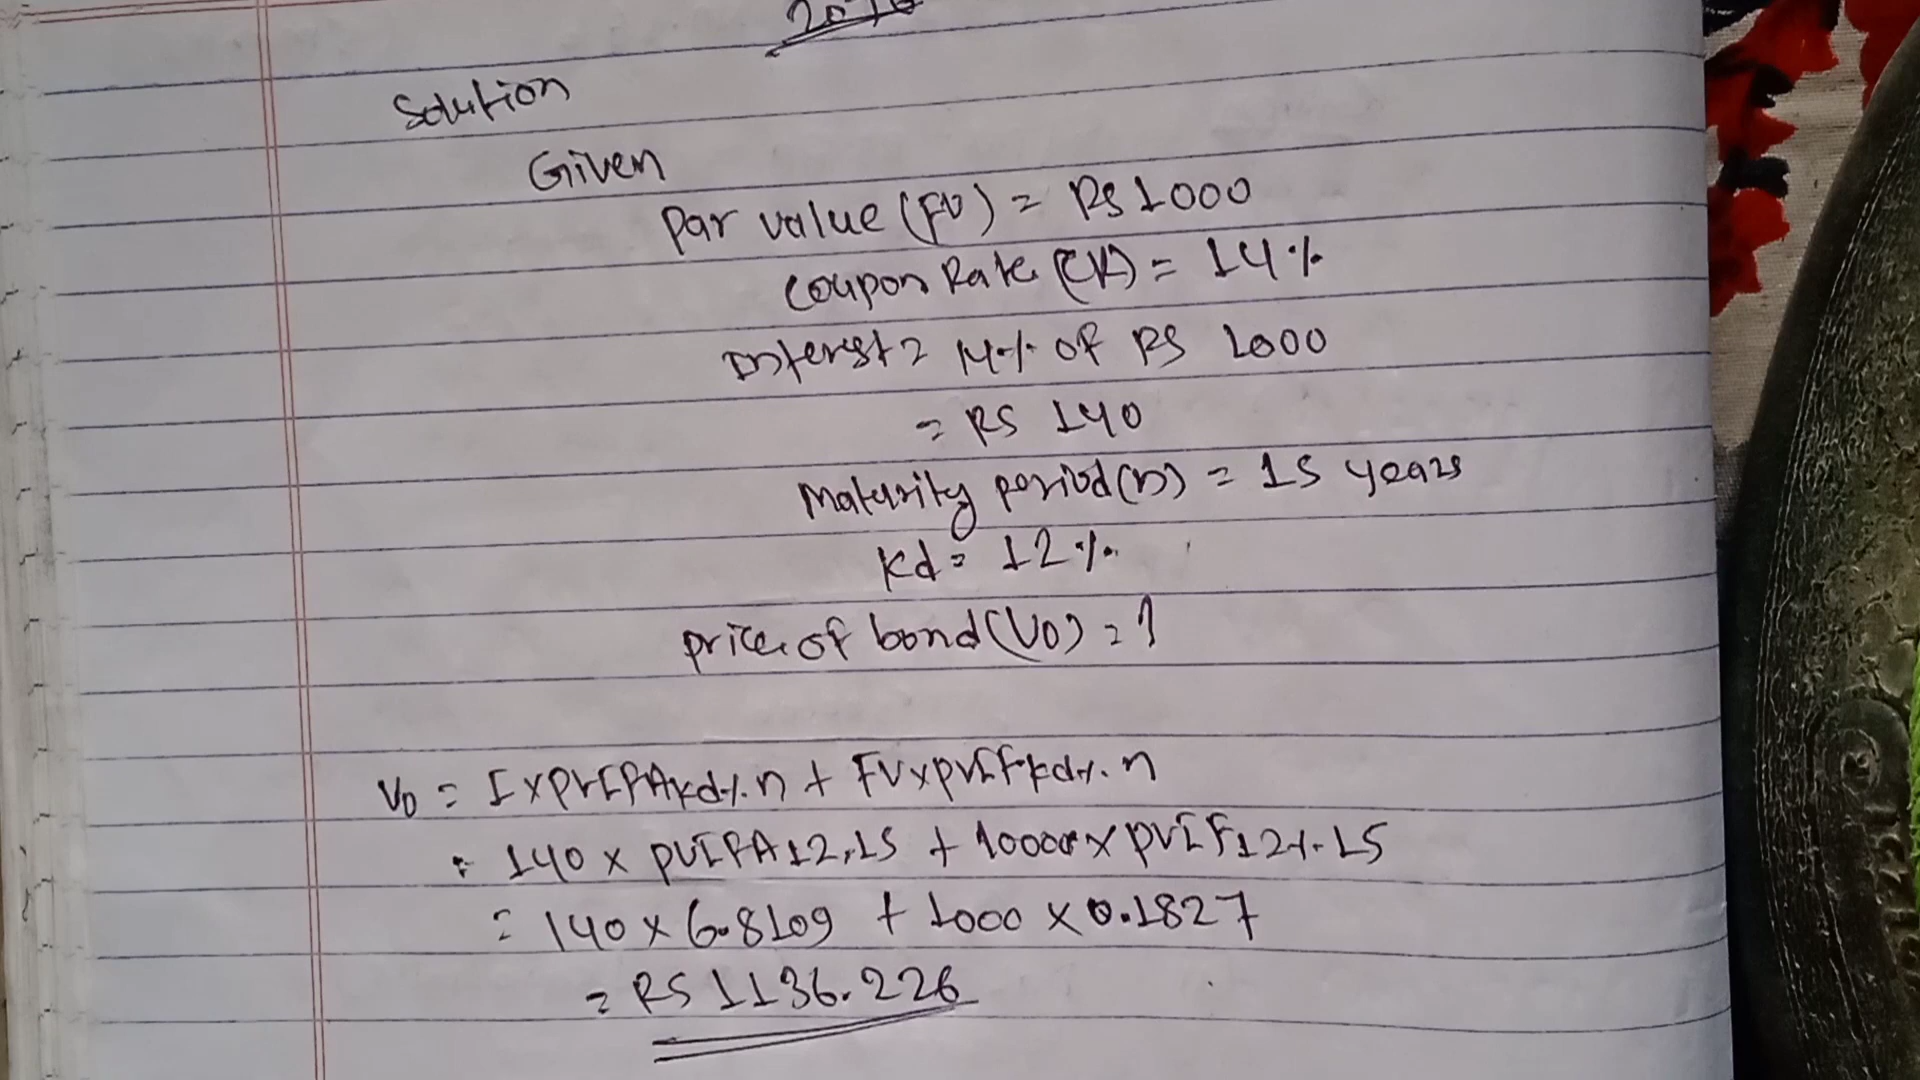 Solution
Given
Par value (FV) = Rs 1000
Coupon Rate (CR) = 14%
Interest = 14% of Rs 1000
= RS 140
Maturity period (n) = 15 years
Kd = 12%
price of bond (V0) = ?
V0 = I x PVIFAkd%.n + FV x PVIFkd%.n
= 140 x PVIFA12,15 + 1000 x PVIF12%.15
= 140 x 6.8109 + 1000 x 0.1827
= RS 1136.226